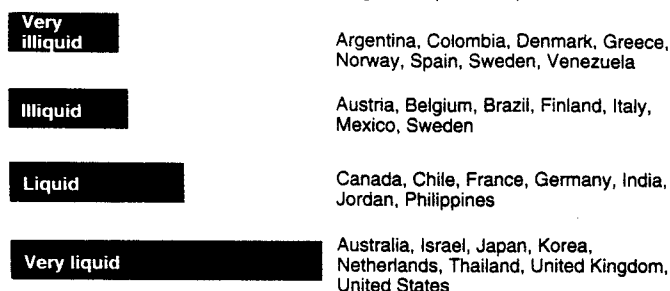 Very
illiquid
Argentina, Colombia, Denmark, Greece,
Norway, Spain, Sweden, Venezuela
Illiquid
Austria, Belgium, Brazil, Finland, Italy,
Mexico, Sweden
Liquid
Canada, Chile, France, Germany, India,
Jordan, Philippines
Very liquid
Australia, Israel, Japan, Korea,
Netherlands, Thailand, United Kingdom,
United States